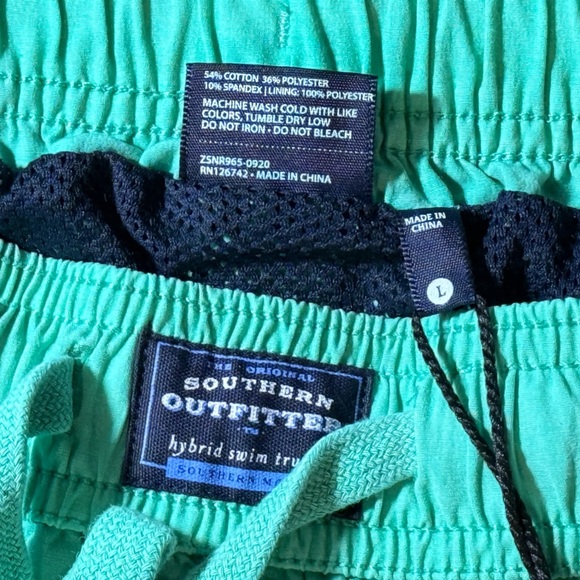 54% COTTON 36% POLYESTER
10% SPANDEX | LINING: 100% POLYESTER
MACHINE WASH COLD WITH LIKE
COLORS, TUMBLE DRY LOW
DO NOT IRON • DO NOT BLEACH
ZSNR965-0920
RN126742 • MADE IN CHINA
MADE IN
CHINA
L
ORIGINAL
SOUTHERN
OUTFITTER
hybrid swim
SOUTHERN